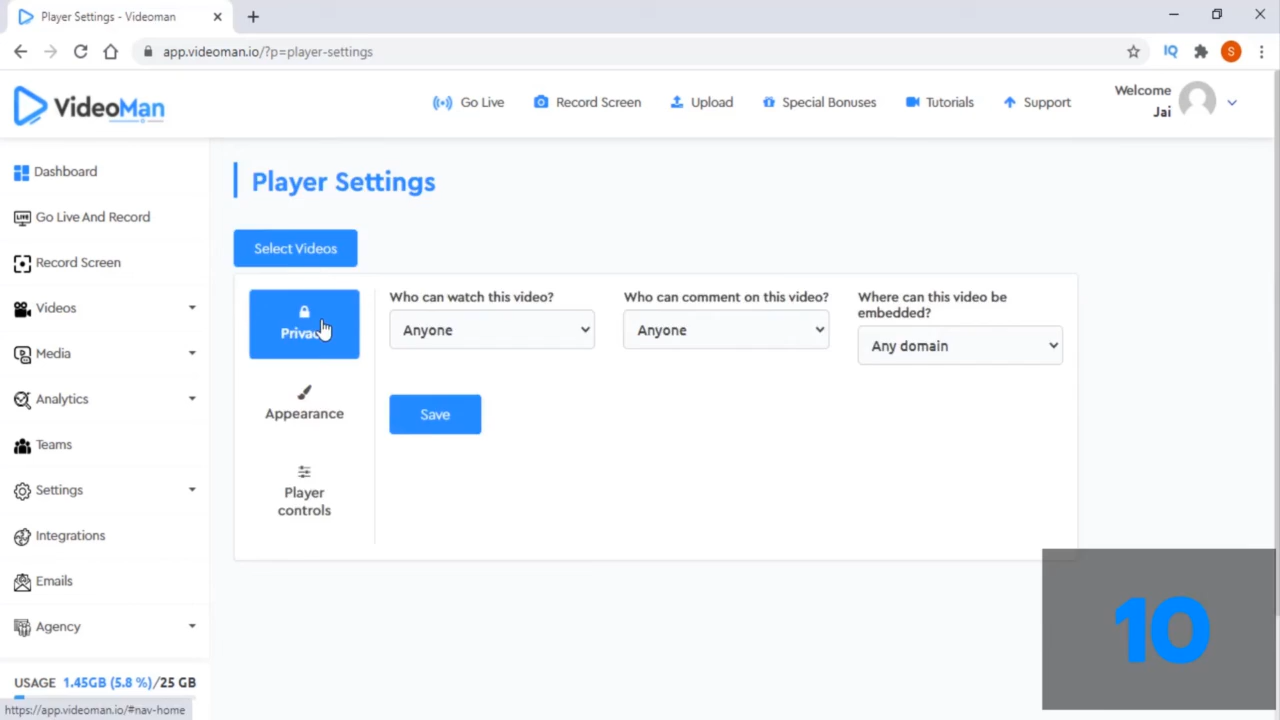 Player Settings - Videoman
app.videoman.io/?p=player-settings
IQ
S
VideoMan
Go Live
Record Screen
Upload
Special Bonuses
Tutorials
Support
Welcome
Jai
Dashboard
LIVE
Go Live And Record
Record Screen
Videos
Media
Analytics
Teams
Settings
Integrations
Emails
Agency
USAGE 1.45GB (5.8 %)/25 GB
https://app.videoman.io/#nav-home
Player Settings
Select Videos
Privacy
Appearance
Player
controls
Who can watch this video?
Anyone
Who can comment on this video?
Anyone
Where can this video be
embedded?
Any domain
Save
10